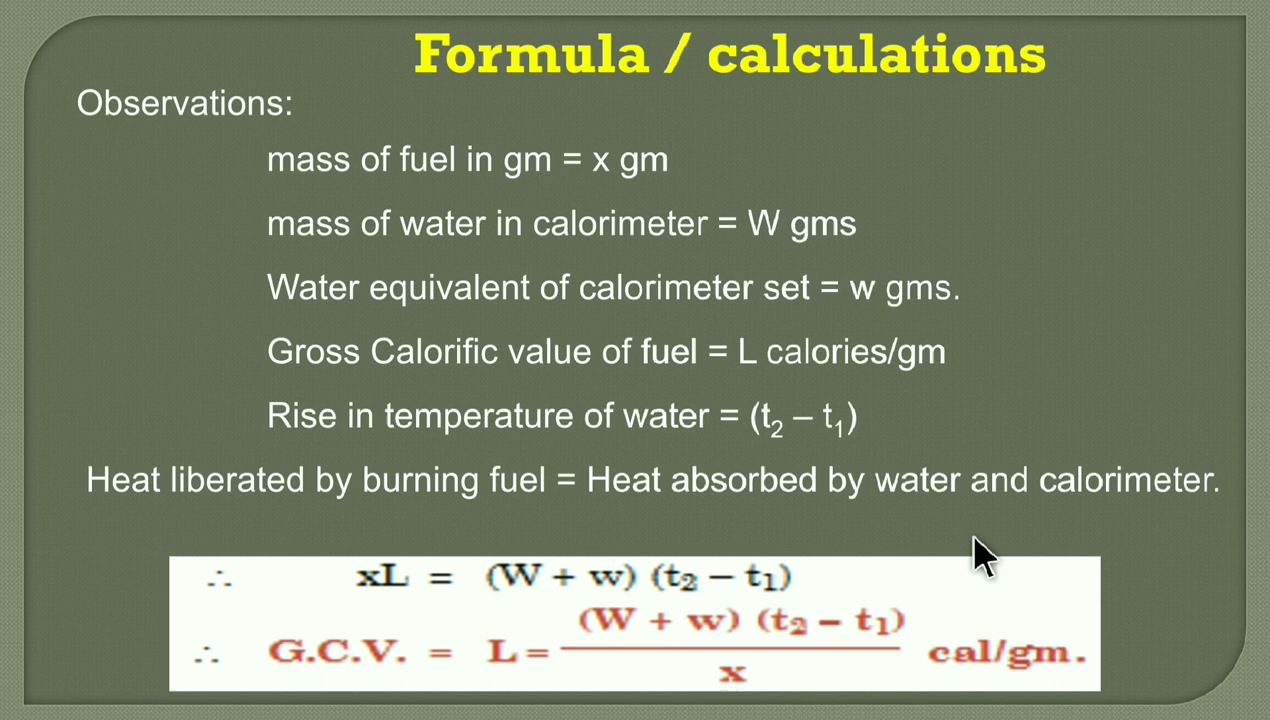 Formula / calculations
Observations:
mass of fuel in gm = x gm
mass of water in calorimeter = W gms
Water equivalent of calorimeter set = w gms.
Gross Calorific value of fuel = L calories/gm
Rise in temperature of water = (t₂ – t₁)
Heat liberated by burning fuel = Heat absorbed by water and calorimeter.
∴ xL = (W + w) (t₂ – t₁)
(W + w) (t₂ – t₁)
∴ G.C.V. = L = ――― cal/gm.
x